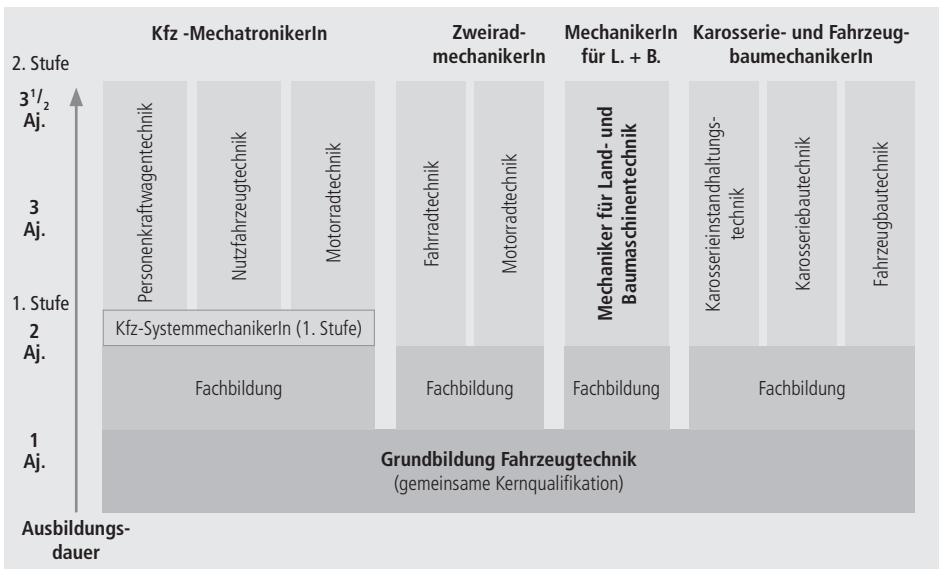 Kfz -MechatronikerIn
Zweirad-
mechanikerIn
MechanikerIn
für L. + B.
Karosserie- und Fahrzeug-
baumechanikerIn
2. Stufe
3 1/2
Aj.
3
Aj.
1. Stufe
2
Aj.
1
Aj.
Ausbildungs-
dauer
Personenkraftwagentechnik
Nutzfahrzeugtechnik
Motorradtechnik
Fahrradtechnik
Motorradtechnik
Mechaniker für Land- und
Baumaschinentechnik
Karosserieinstandhaltungs-
technik
Karosseriebautechnik
Fahrzeugbautechnik
Kfz-SystemmechanikerIn (1. Stufe)
Fachbildung
Fachbildung
Fachbildung
Fachbildung
Grundbildung Fahrzeugtechnik
(gemeinsame Kernqualifikation)